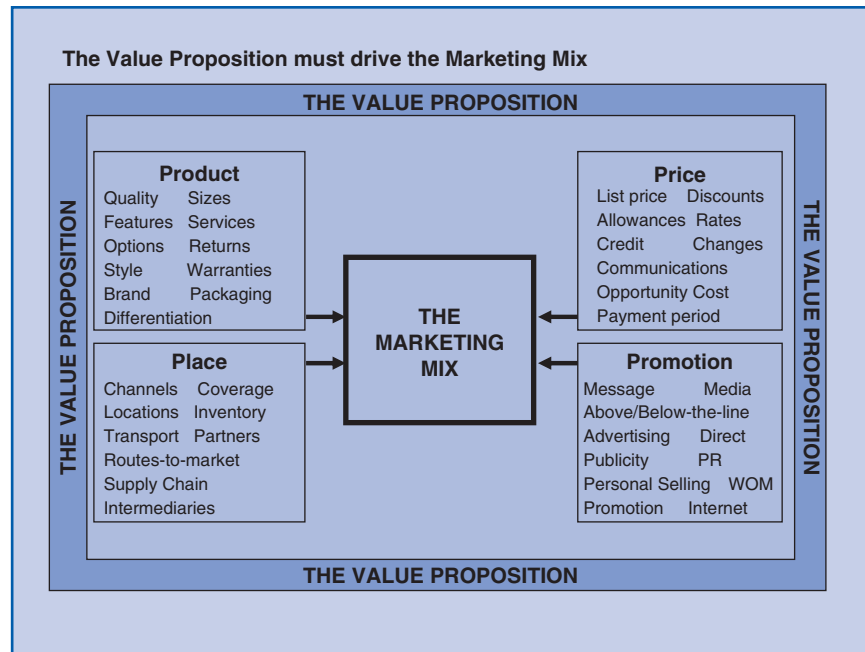 The Value Proposition must drive the Marketing Mix
THE VALUE PROPOSITION
THE VALUE PROPOSITION
Product
Quality Sizes
Features Services
Options Returns
Style Warranties
Brand Packaging
Differentiation
Price
List price Discounts
Allowances Rates
Credit Changes
Communications
Opportunity Cost
Payment period
THE
MARKETING
MIX
Place
Channels Coverage
Locations Inventory
Transport Partners
Routes-to-market
Supply Chain
Intermediaries
Promotion
Message Media
Above/Below-the-line
Advertising Direct
Publicity PR
Personal Selling WOM
Promotion Internet
THE VALUE PROPOSITION
THE VALUE PROPOSITION